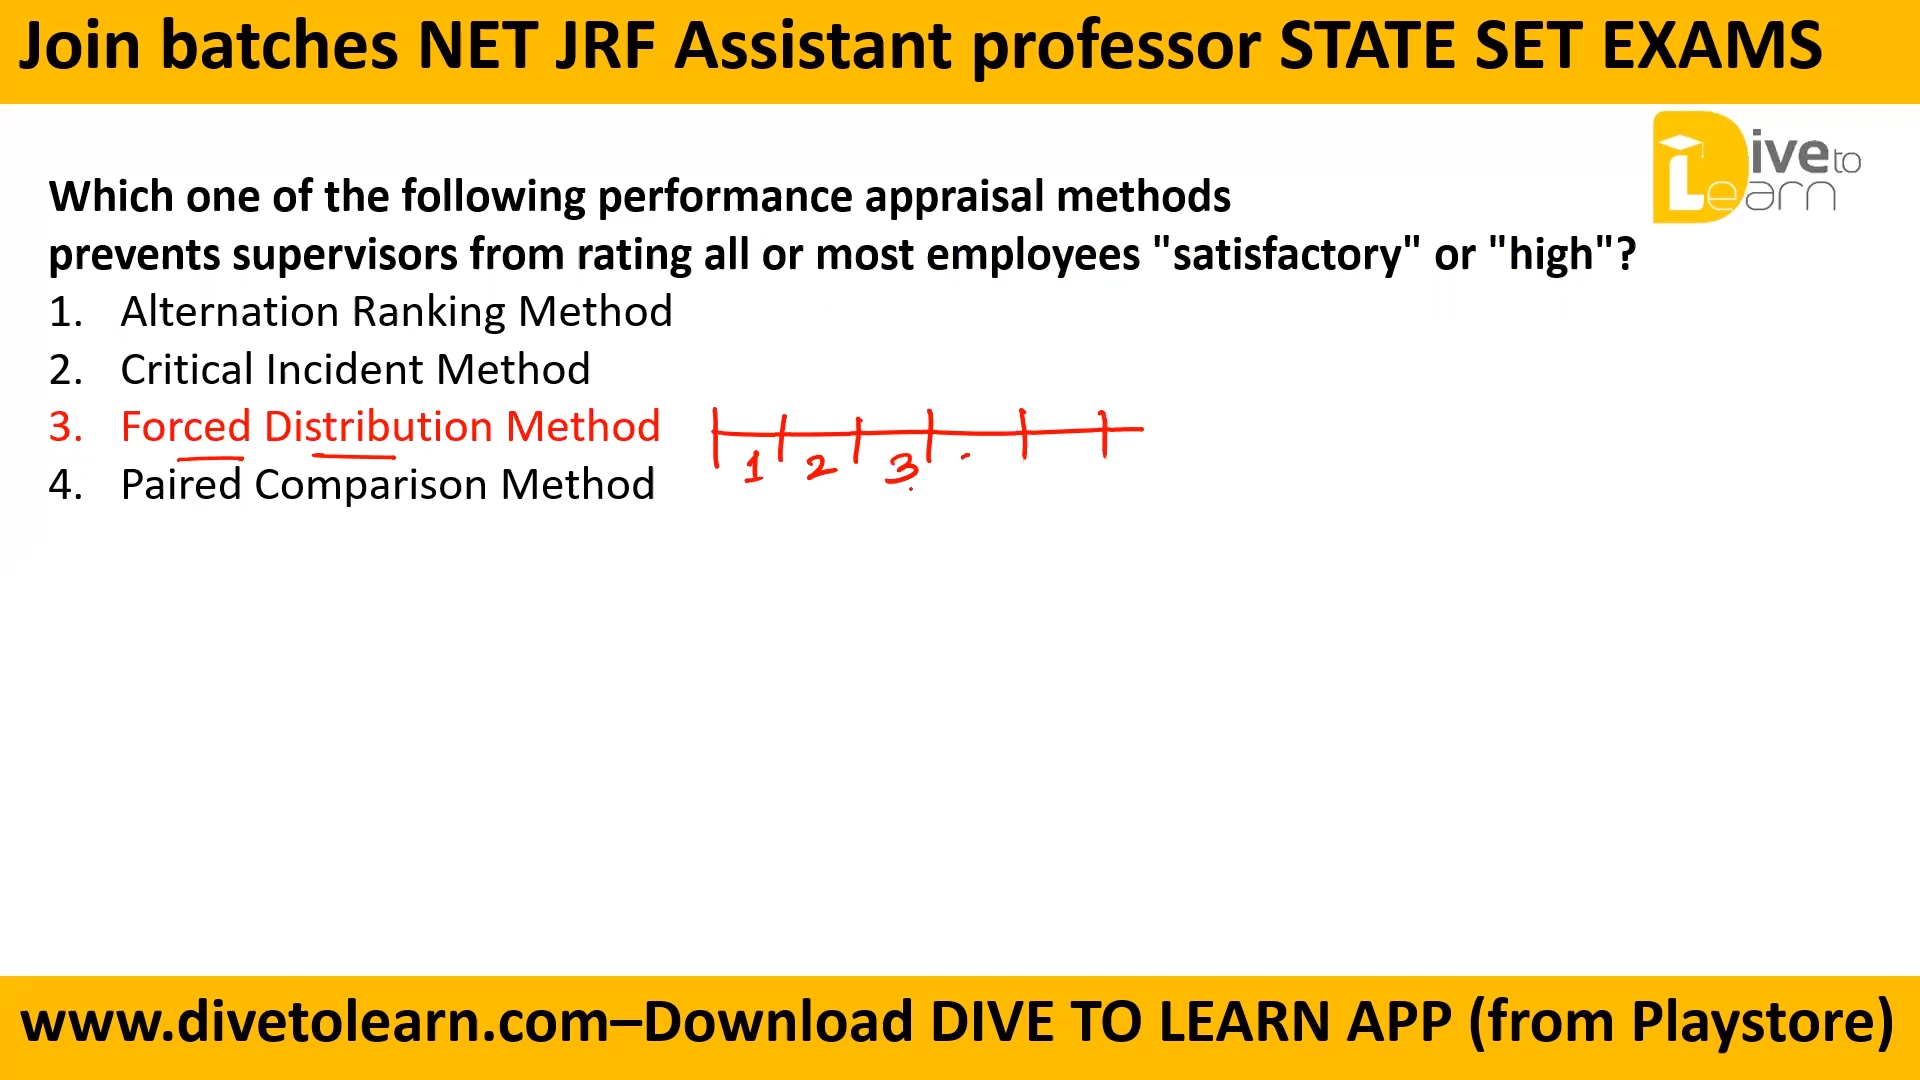 Join batches NET JRF Assistant professor STATE SET EXAMS
Dive to Learn
Which one of the following performance appraisal methods
prevents supervisors from rating all or most employees "satisfactory" or "high"?
1. Alternation Ranking Method
2. Critical Incident Method
3. Forced Distribution Method
1 2 3
4. Paired Comparison Method
www.divetolearn.com–Download DIVE TO LEARN APP (from Playstore)